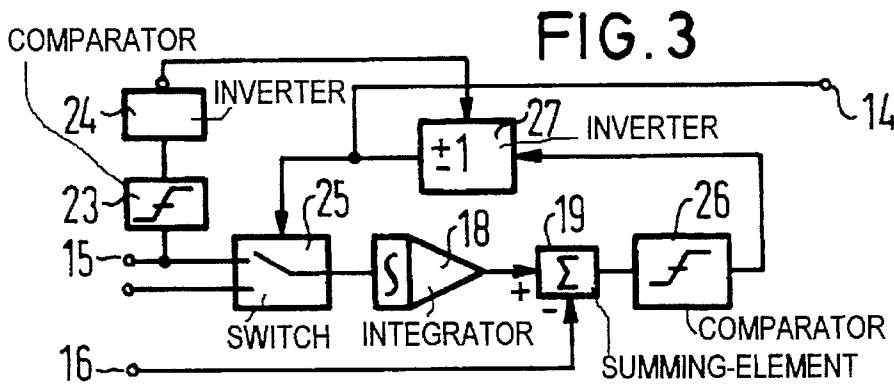 FIG. 3
COMPARATOR
24
INVERTER
27
±1
INVERTER
14
23
25
18
19
26
15
Σ
∫
+
-
SWITCH
INTEGRATOR
COMPARATOR
16
SUMMING-ELEMENT